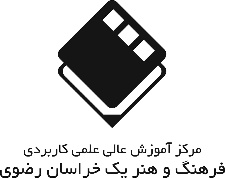 مرکز آموزش عالی علمی کاربردی
فرهنگ و هنر یک خراسان رضوی